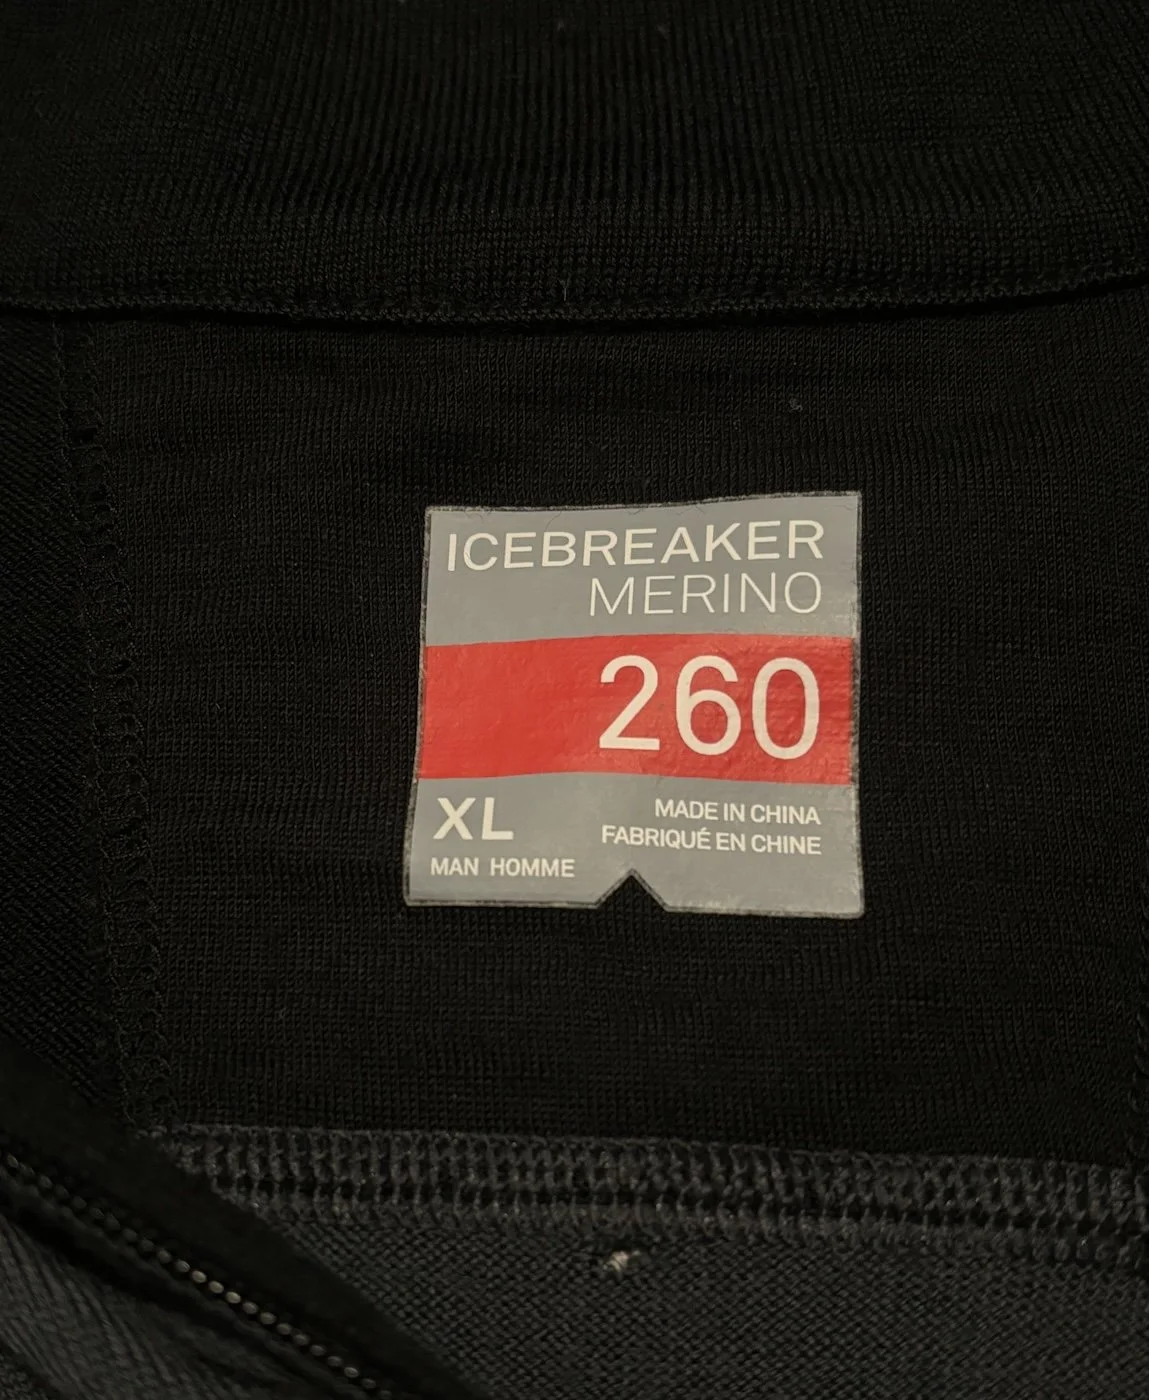 ICEBREAKER
MERINO
260
XL
MAN HOMME
MADE IN CHINA
FABRIQUÉ EN CHINE